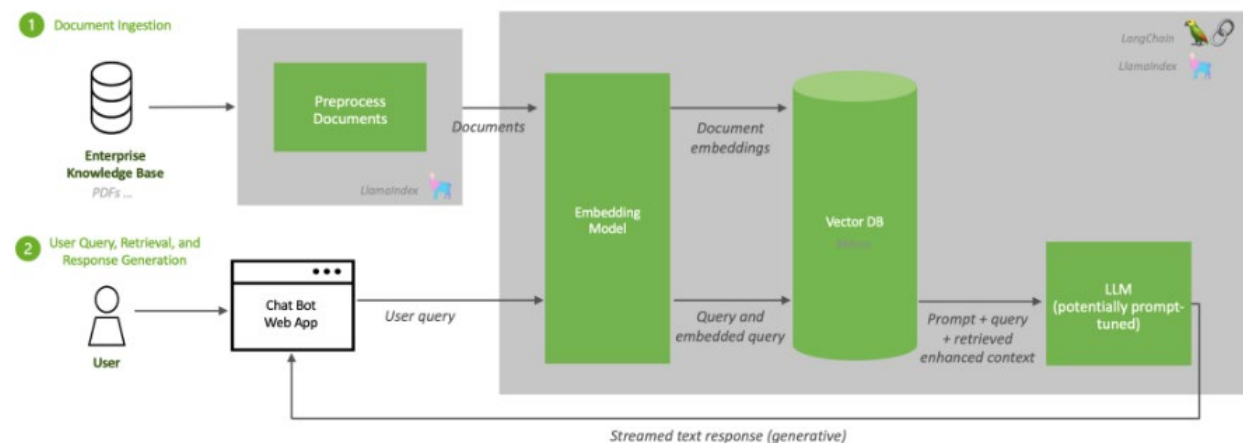 1 Document Ingestion
LangChain
LlamaIndex
Preprocess
Documents
Documents
Document
embeddings
Enterprise
Knowledge Base
PDFs ...
LlamaIndex
Embedding
Model
Vector DB
2 User Query, Retrieval, and
Response Generation
Chat Bot
Web App
User query
Query and
embedded query
LLM
(potentially prompt-
tuned)
Prompt + query
+ retrieved
enhanced context
User
Streamed text response (generative)